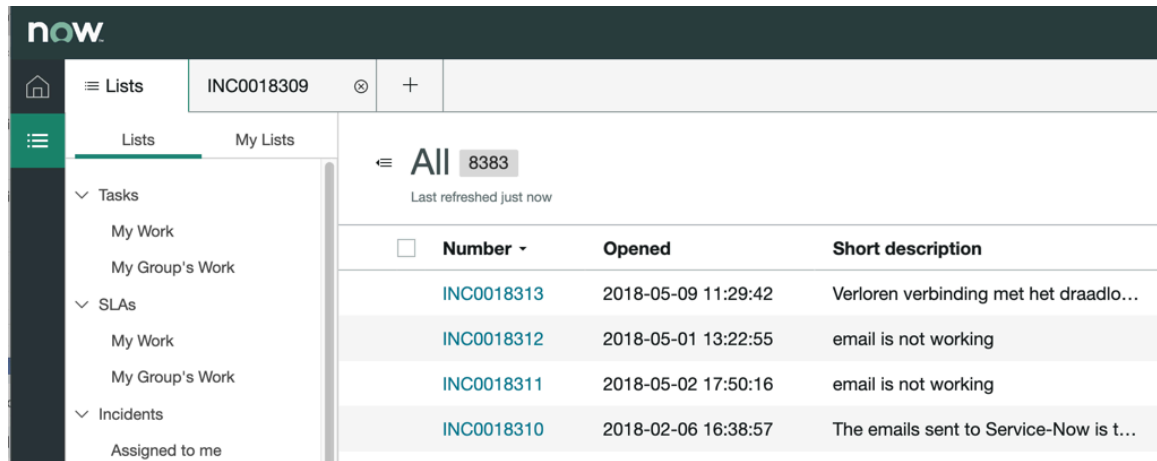 now.
Lists INC0018309
Lists My Lists
Tasks
My Work
My Group's Work
SLAs
My Work
My Group's Work
Incidents
Assigned to me
All 8383
Last refreshed just now
Number Opened Short description
INC0018313 2018-05-09 11:29:42 Verloren verbinding met het draadlo...
INC0018312 2018-05-01 13:22:55 email is not working
INC0018311 2018-05-02 17:50:16 email is not working
INC0018310 2018-02-06 16:38:57 The emails sent to Service-Now is t...